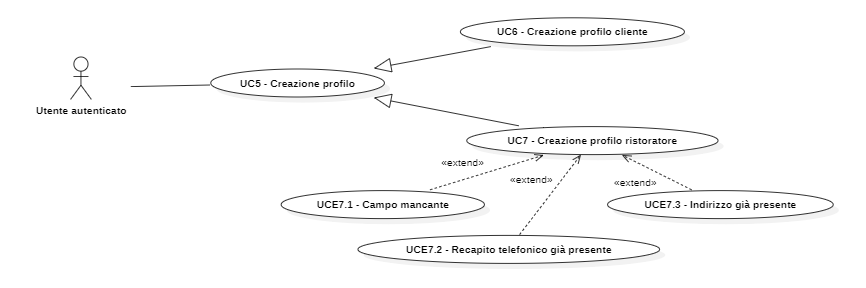 UC6 - Creazione profilo cliente
UC5 - Creazione profilo
Utente autenticato
UC7 - Creazione profilo ristoratore
«extend»
«extend»
«extend»
UCE7.1 - Campo mancante
UCE7.3 - Indirizzo già presente
UCE7.2 - Recapito telefonico già presente